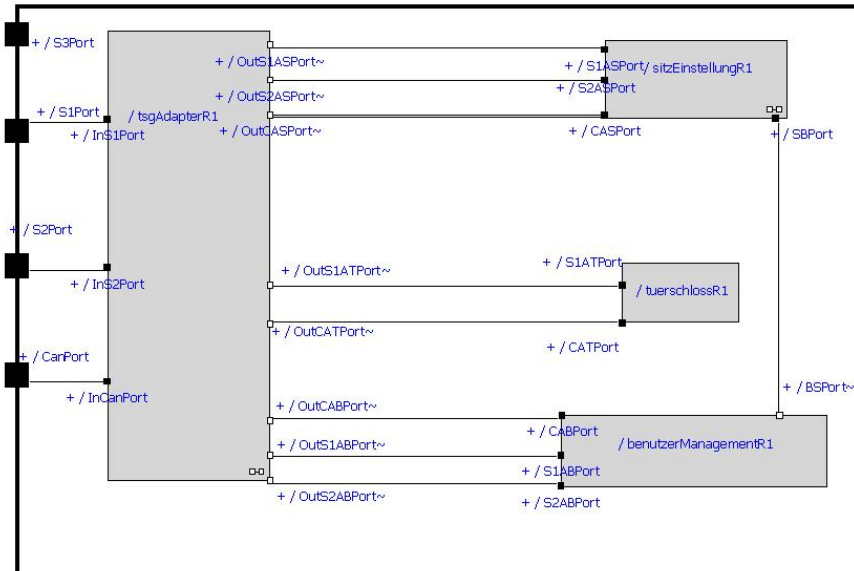 + / S3Port
+ / OutS1ASPort~
+ / S1ASPort
/ sitzEinstellungR1
+ / OutS2ASPort~
+ / S2ASPort
+ / S1Port
/ tsgAdapterR1
+ / InS1Port
+ / OutCASPort~
+ / CASPort
+ / SBPort
+ / S2Port
+ / S1ATPort
+ / OutS1ATPort~
+ / InS2Port
/ tuerschlossR1
+ / OutCATPort~
+ / CATPort
+ / CanPort
+ / BSPort~
+ / InCanPort
+ / OutCABPort~
+ / CABPort
+ / OutS1ABPort~
/ benutzerManagementR1
+ / S1ABPort
+ / OutS2ABPort~
+ / S2ABPort